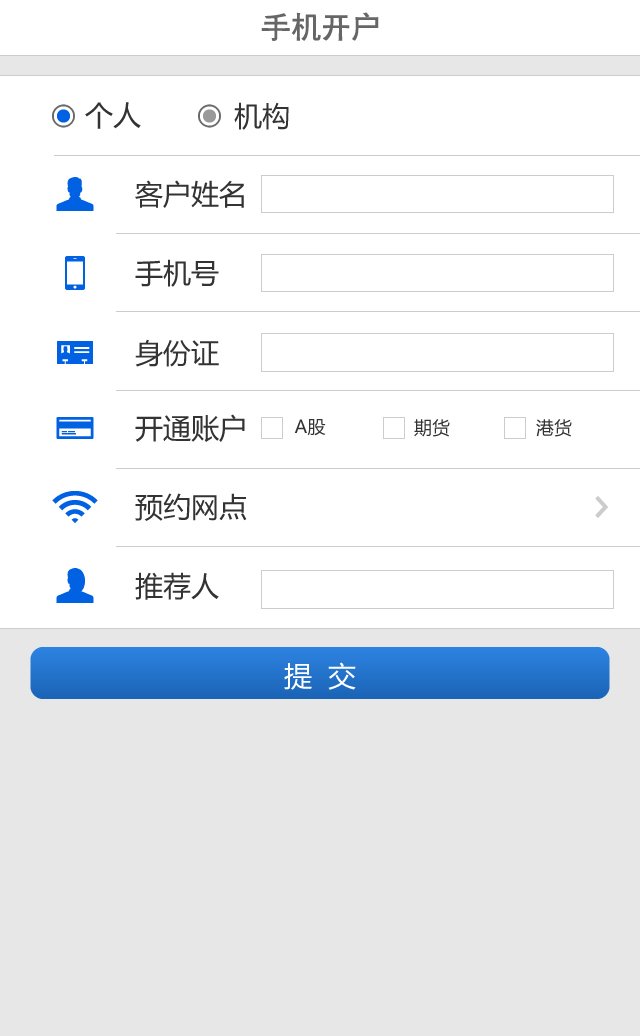 手机开户
个人 机构
客户姓名
手机号
身份证
开通账户 A股 期货 港货
预约网点
推荐人
提 交